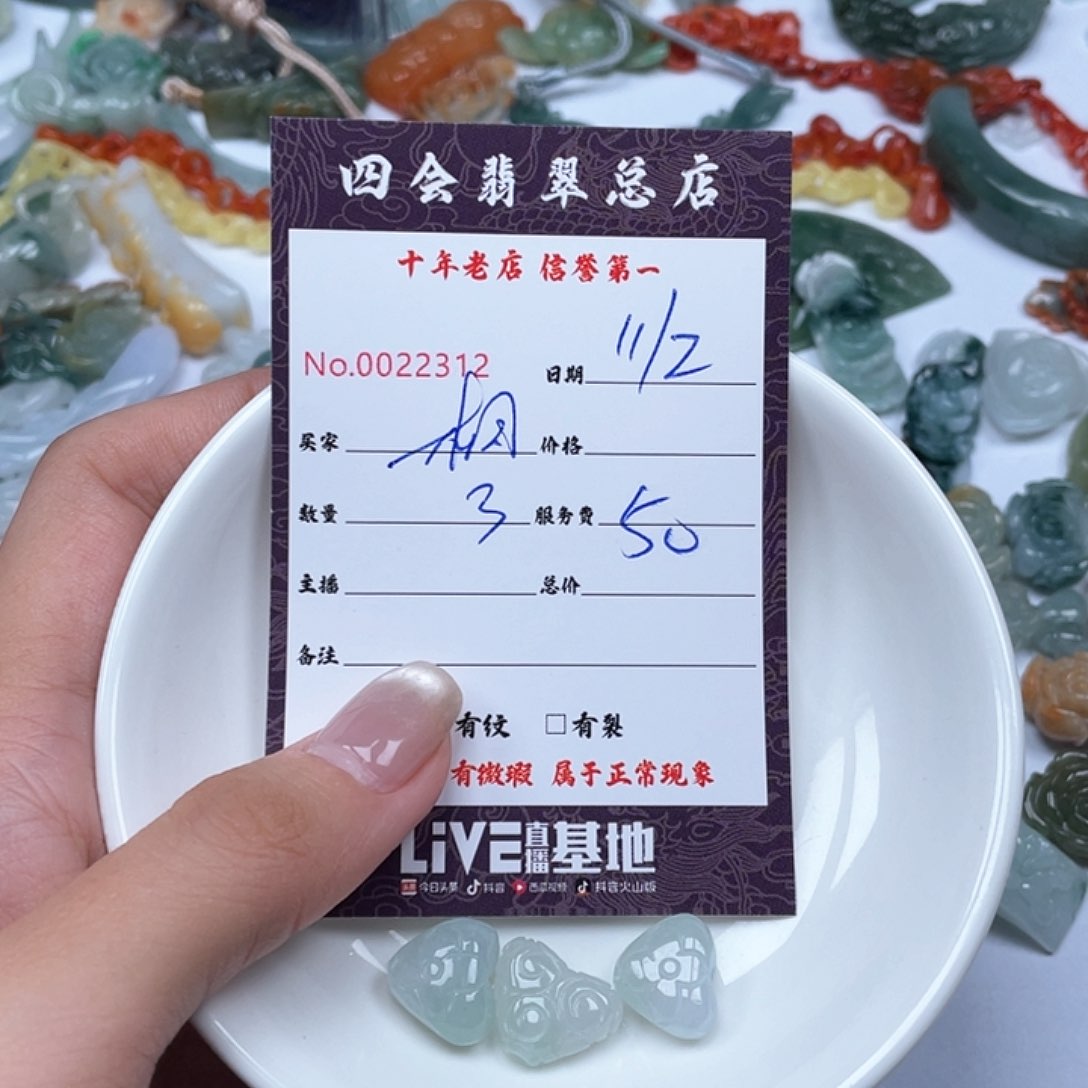 四会翡翠总店
十年老店 信誉第一
No.0022312 日期 11/2
买家 桐 价格
数量 3 服务费 50
主播 总价
备注
有纹 □有裂
有微瑕 属于正常现象
LiVE直播基地
今日头条 抖音 西瓜视频 抖音火山版